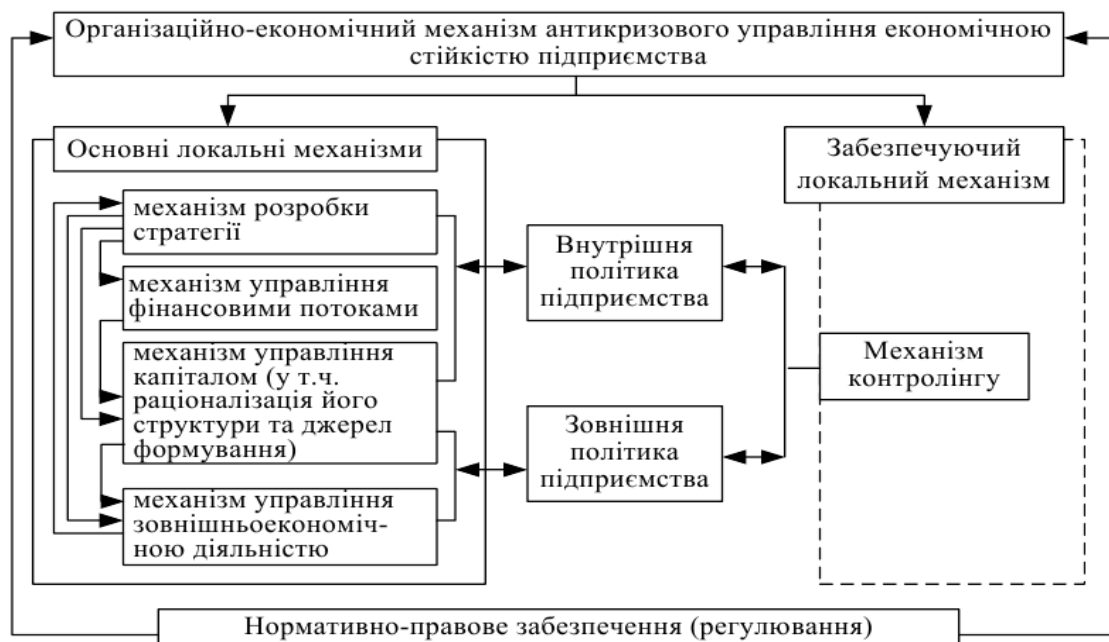 Організаційно-економічний механізм антикризового управління економічною
стійкістю підприємства
Основні локальні механізми
механізм розробки
стратегії
механізм управління
фінансовими потоками
механізм управління
капіталом (у т.ч.
раціоналізація його
структури та джерел
формування)
механізм управління
зовнішньоекономіч-
ною діяльністю
Внутрішня
політика
підприємства
Зовнішня
політика
підприємства
Забезпечуючий
локальний механізм
Механізм
контролінгу
Нормативно-правове забезпечення (регулювання)